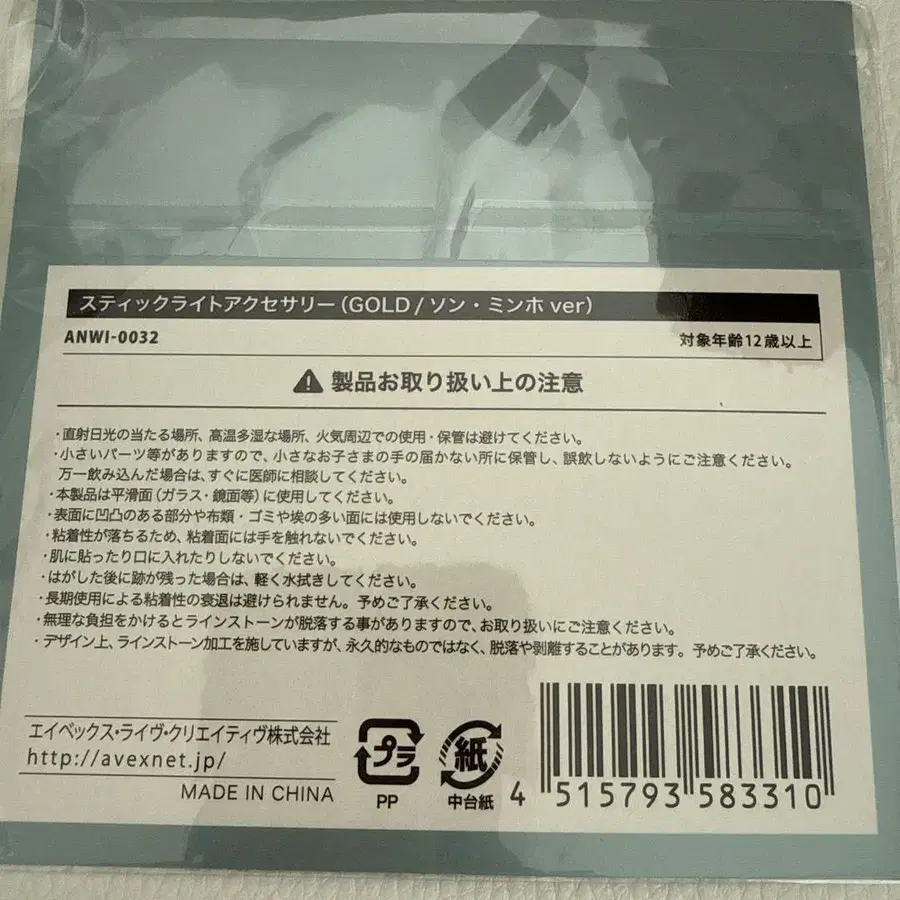 スティックライトアクセサリー（GOLD / ソン・ミンホ ver）
ANWI-0032
対象年齢12歳以上
製品お取り扱い上の注意
・直射日光の当たる場所、高温多湿な場所、火気周辺での使用・保管は避けてください。
・小さいパーツ等がありますので、小さなお子さまの手の届かない所に保管し、誤飲しないようにご注意ください。
万一飲み込んだ場合は、すぐに医師に相談してください。
・本製品は平滑面（ガラス・鏡面等）に使用してください。
・表面に凹凸のある部分や布類・ゴミや埃の多い面には使用しないでください。
・粘着性が落ちるため、粘着面には手を触れないでください。
・肌に貼ったり口に入れたりしないでください。
・はがした後に跡が残った場合は、軽く水拭きしてください。
・長期使用による粘着性の衰退は避けられません。予めご了承ください。
・無理な負担をかけるとラインストーンが脱落する事がありますので、お取り扱いにご注意ください。
・デザイン上、ラインストーン加工を施していますが、永久的なものではなく、脱落や剥離することがあります。予めご了承ください。
エイベックス・ライヴ・クリエイティヴ株式会社
http://avexnet.jp/
MADE IN CHINA
プラ
PP
紙
中台紙
4 515793 583310